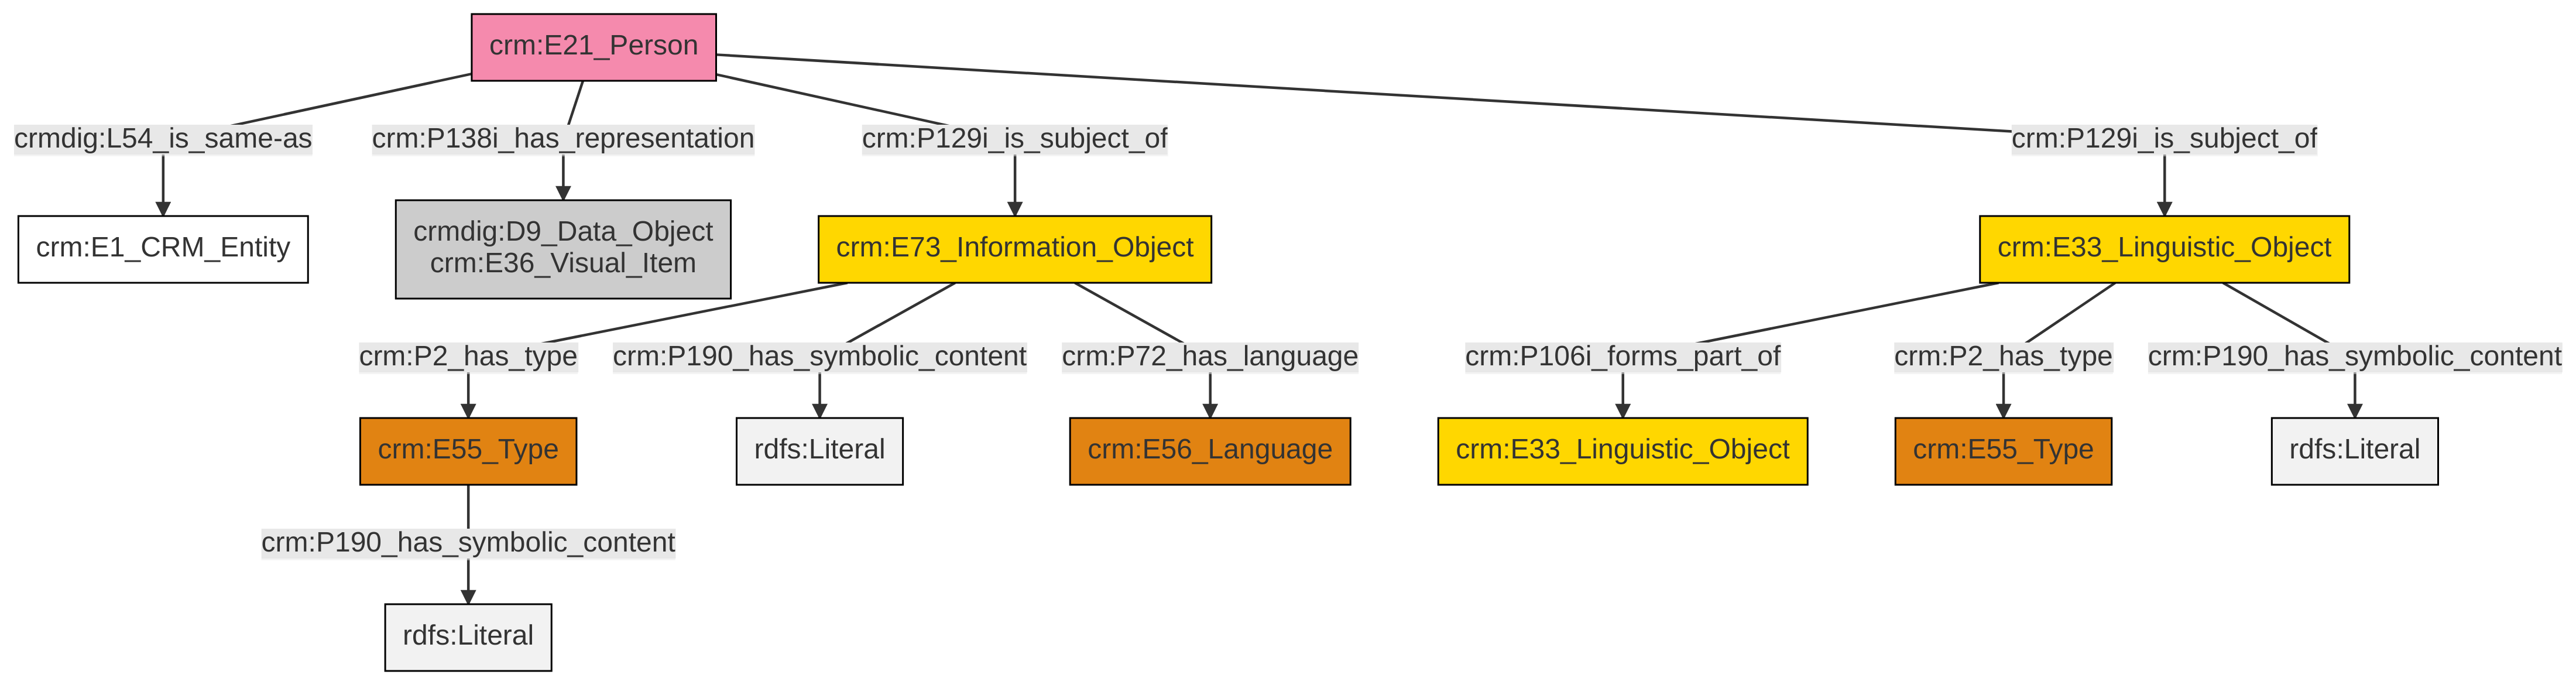 crm:E21_Person
crmdig:L54_is_same-as
crm:P138i_has_representation
crm:P129i_is_subject_of
crm:P129i_is_subject_of
crm:E1_CRM_Entity
crmdig:D9_Data_Object
crm:E36_Visual_Item
crm:E73_Information_Object
crm:E33_Linguistic_Object
crm:P2_has_type
crm:P190_has_symbolic_content
crm:P72_has_language
crm:P106i_forms_part_of
crm:P2_has_type
crm:P190_has_symbolic_content
crm:E55_Type
rdfs:Literal
crm:E56_Language
crm:E33_Linguistic_Object
crm:E55_Type
rdfs:Literal
crm:P190_has_symbolic_content
rdfs:Literal